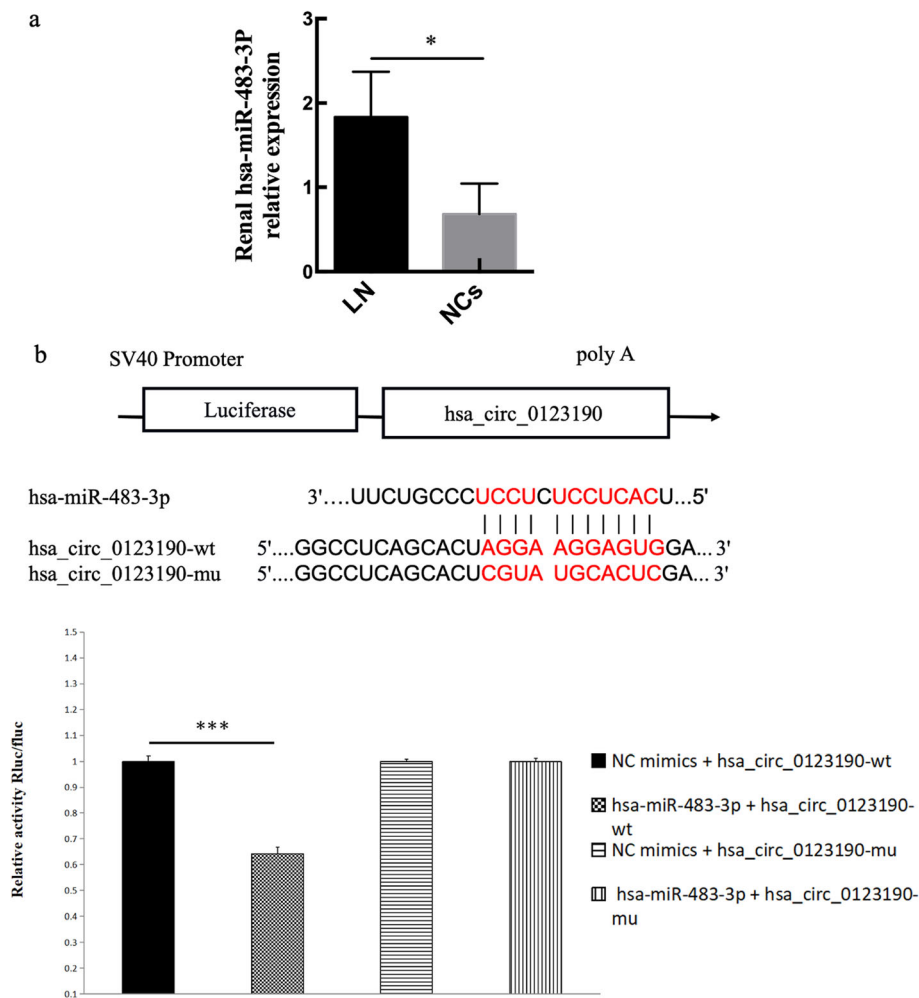 a
Renal hsa-miR-483-3P
relative expression
3
2
1
0
*
LN
NCs
b
SV40 Promoter
poly A
Luciferase
hsa_circ_0123190
hsa-miR-483-3p
3'....UUCUGCCCUCCUCUCCUCACU...5'
hsa_circ_0123190-wt
5'....GGCCUCAGCACUAGGA AGGAGUGGA... 3'
hsa_circ_0123190-mu
5'....GGCCUCAGCACUCGUA UGCACUCGA... 3'
Relative activity Rluc/fluc
1.5
1.4
1.3
1.2
1.1
1
0.9
0.8
0.7
0.6
0.5
0.4
0.3
0.2
0.1
***
NC mimics + hsa_circ_0123190-wt
hsa-miR-483-3p + hsa_circ_0123190-
wt
NC mimics + hsa_circ_0123190-mu
hsa-miR-483-3p + hsa_circ_0123190-
mu